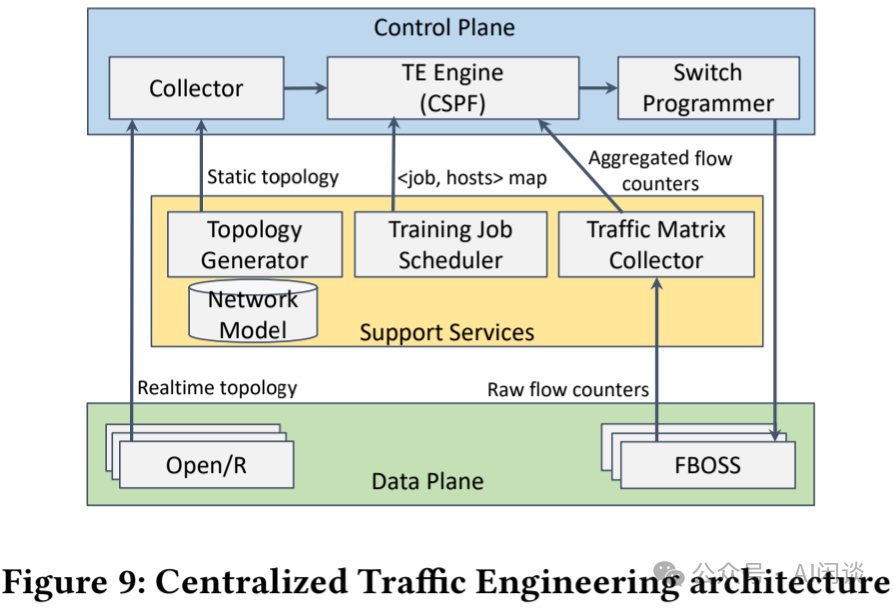 Control Plane
Collector
TE Engine
(CSPF)
Switch
Programmer
Static topology
<job, hosts> map
Aggregated flow
counters
Topology
Generator
Training Job
Scheduler
Traffic Matrix
Collector
Network
Model
Support Services
Realtime topology
Raw flow counters
Open/R
Data Plane
FBOSS
Figure 9: Centralized Traffic Engineering architecture
公众号 · AI闲谈